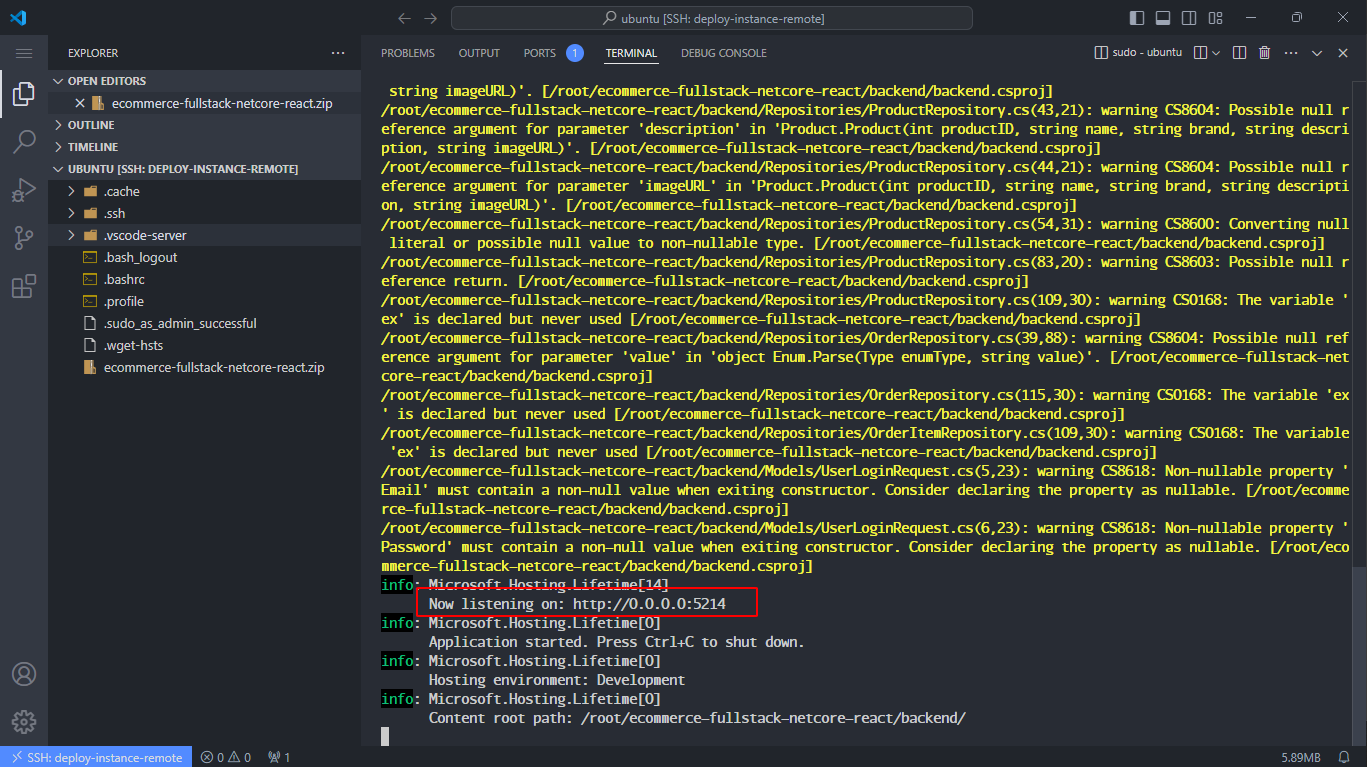 ubuntu [SSH: deploy-instance-remote]
EXPLORER
OPEN EDITORS
ecommerce-fullstack-netcore-react.zip
OUTLINE
TIMELINE
UBUNTU [SSH: DEPLOY-INSTANCE-REMOTE]
.cache
.ssh
.vscode-server
.bash_logout
.bashrc
.profile
.sudo_as_admin_successful
.wget-hsts
ecommerce-fullstack-netcore-react.zip
PROBLEMS OUTPUT PORTS 1 TERMINAL DEBUG CONSOLE
sudo - ubuntu
string imageURL)'. [/root/ecommerce-fullstack-netcore-react/backend/backend.csproj]
/root/ecommerce-fullstack-netcore-react/backend/Repositories/ProductRepository.cs(43,21): warning CS8604: Possible null r
eference argument for parameter 'description' in 'Product.Product(int productID, string name, string brand, string descri
ption, string imageURL)'. [/root/ecommerce-fullstack-netcore-react/backend/backend.csproj]
/root/ecommerce-fullstack-netcore-react/backend/Repositories/ProductRepository.cs(44,21): warning CS8604: Possible null r
eference argument for parameter 'imageURL' in 'Product.Product(int productID, string name, string brand, string descripti
on, string imageURL)'. [/root/ecommerce-fullstack-netcore-react/backend/backend.csproj]
/root/ecommerce-fullstack-netcore-react/backend/Repositories/ProductRepository.cs(54,31): warning CS8600: Converting null
literal or possible null value to non-nullable type. [/root/ecommerce-fullstack-netcore-react/backend/backend.csproj]
/root/ecommerce-fullstack-netcore-react/backend/Repositories/ProductRepository.cs(83,20): warning CS8603: Possible null r
eference return. [/root/ecommerce-fullstack-netcore-react/backend/backend.csproj]
/root/ecommerce-fullstack-netcore-react/backend/Repositories/ProductRepository.cs(109,30): warning CS0168: The variable '
ex' is declared but never used [/root/ecommerce-fullstack-netcore-react/backend/backend.csproj]
/root/ecommerce-fullstack-netcore-react/backend/Repositories/OrderRepository.cs(39,88): warning CS8604: Possible null ref
erence argument for parameter 'value' in 'object Enum.Parse(Type enumType, string value)'. [/root/ecommerce-fullstack-net
core-react/backend/backend.csproj]
/root/ecommerce-fullstack-netcore-react/backend/Repositories/OrderRepository.cs(115,30): warning CS0168: The variable 'ex
' is declared but never used [/root/ecommerce-fullstack-netcore-react/backend/backend.csproj]
/root/ecommerce-fullstack-netcore-react/backend/Repositories/OrderItemRepository.cs(109,30): warning CS0168: The variable
'ex' is declared but never used [/root/ecommerce-fullstack-netcore-react/backend/backend.csproj]
/root/ecommerce-fullstack-netcore-react/backend/Models/UserLoginRequest.cs(5,23): warning CS8618: Non-nullable property '
Email' must contain a non-null value when exiting constructor. Consider declaring the property as nullable. [/root/ecomme
rce-fullstack-netcore-react/backend/backend.csproj]
/root/ecommerce-fullstack-netcore-react/backend/Models/UserLoginRequest.cs(6,23): warning CS8618: Non-nullable property '
Password' must contain a non-null value when exiting constructor. Consider declaring the property as nullable. [/root/eco
mmerce-fullstack-netcore-react/backend/backend.csproj]
info: Microsoft.Hosting.Lifetime[14]
Now listening on: http://0.0.0.0:5214
info: Microsoft.Hosting.Lifetime[0]
Application started. Press Ctrl+C to shut down.
info: Microsoft.Hosting.Lifetime[0]
Hosting environment: Development
info: Microsoft.Hosting.Lifetime[0]
Content root path: /root/ecommerce-fullstack-netcore-react/backend/
SSH: deploy-instance-remote 0 0 1 5.89MB